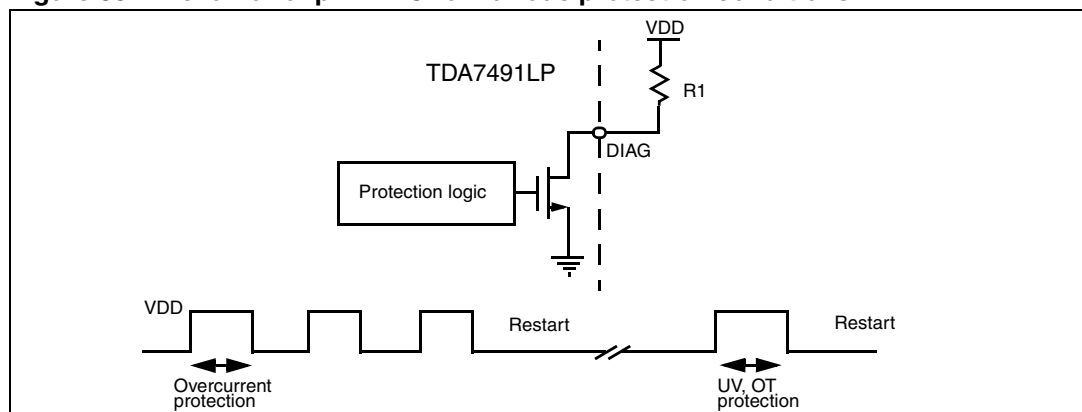 VDD
TDA7491LP
R1
DIAG
Protection logic
VDD
Restart
Restart
Overcurrent
protection
UV, OT
protection